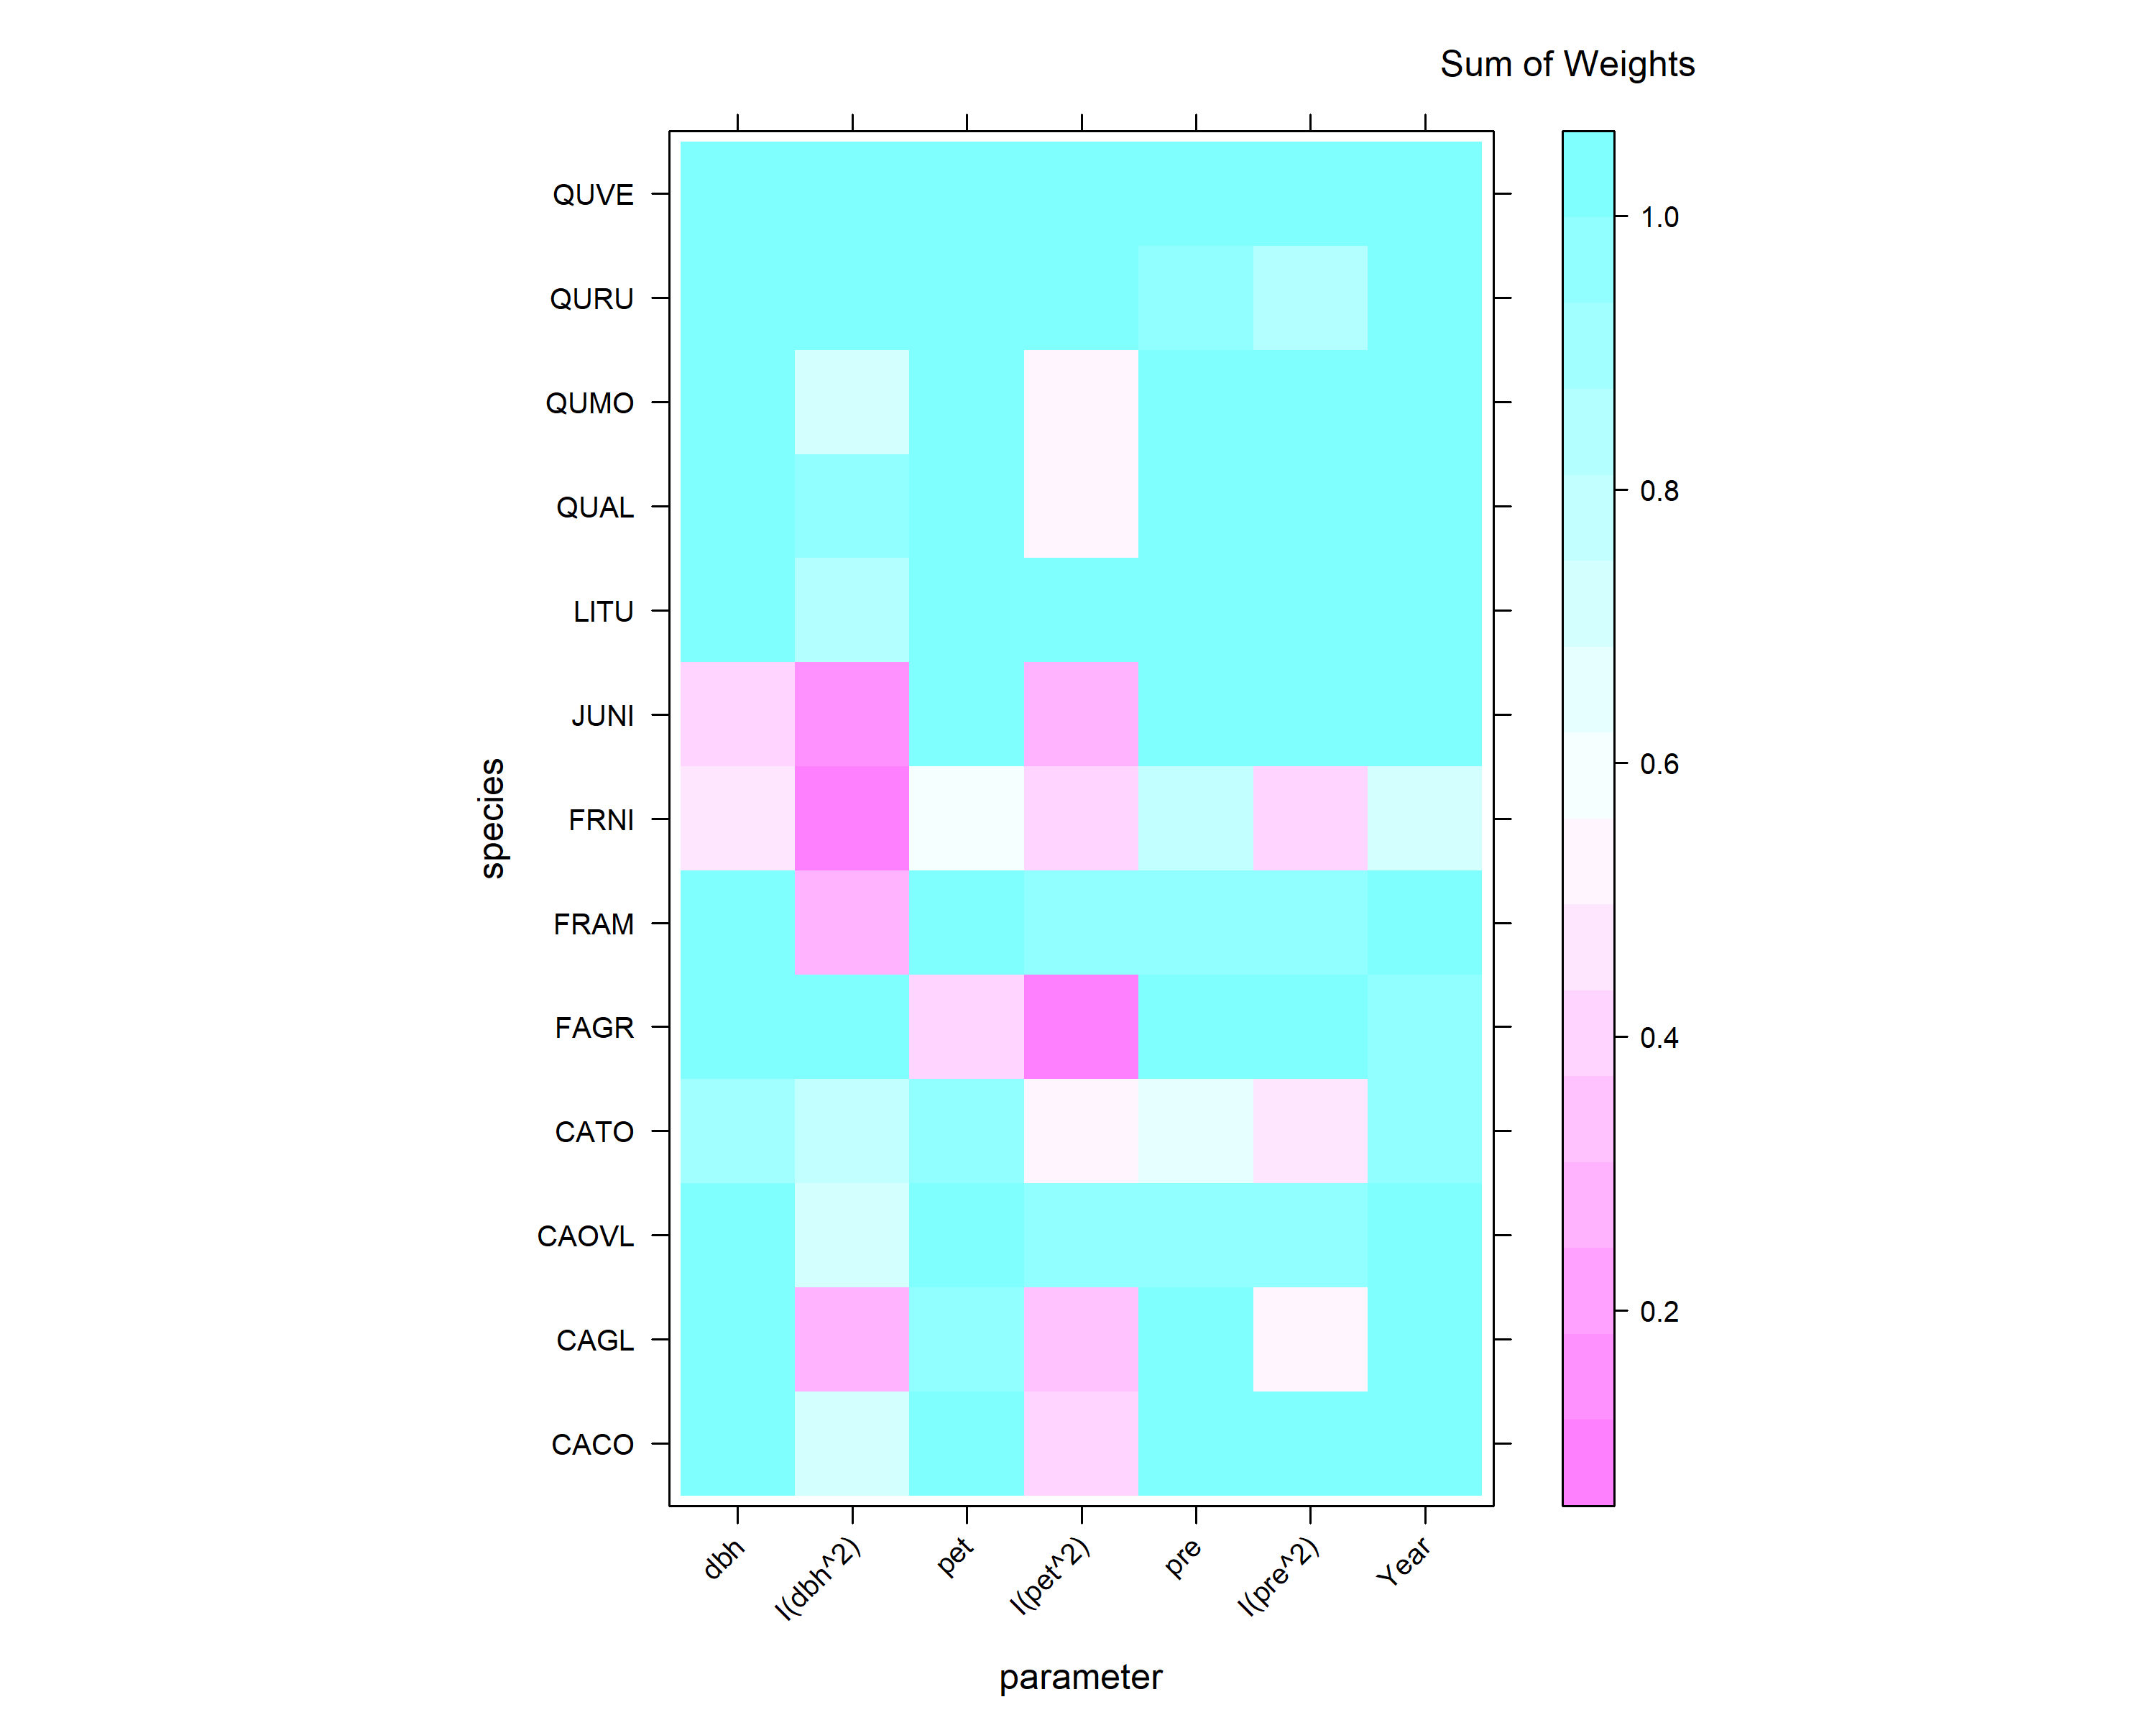 Sum of Weights
QUVE
QURU
QUMO
QUAL
LITU
JUNI
FRNI
FRAM
FAGR
CATO
CAOVL
CAGL
CACO
species
dbh
I(dbh^2)
pet
I(pet^2)
pre
I(pre^2)
Year
parameter
1.0
0.8
0.6
0.4
0.2